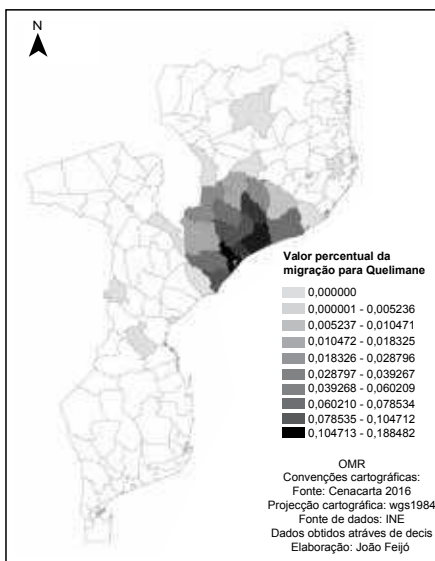 N
Valor percentual da
migração para Quelimane
0,000000
0,000001 - 0,005236
0,005237 - 0,010471
0,010472 - 0,018325
0,018326 - 0,028796
0,028797 - 0,039267
0,039268 - 0,060209
0,060210 - 0,078534
0,078535 - 0,104712
0,104713 - 0,188482
OMR
Convenções cartográficas:
Fonte: Cenacarta 2016
Projecção cartográfica: wgs1984
Fonte de dados: INE
Dados obtidos atráves de decis
Elaboração: João Feijó